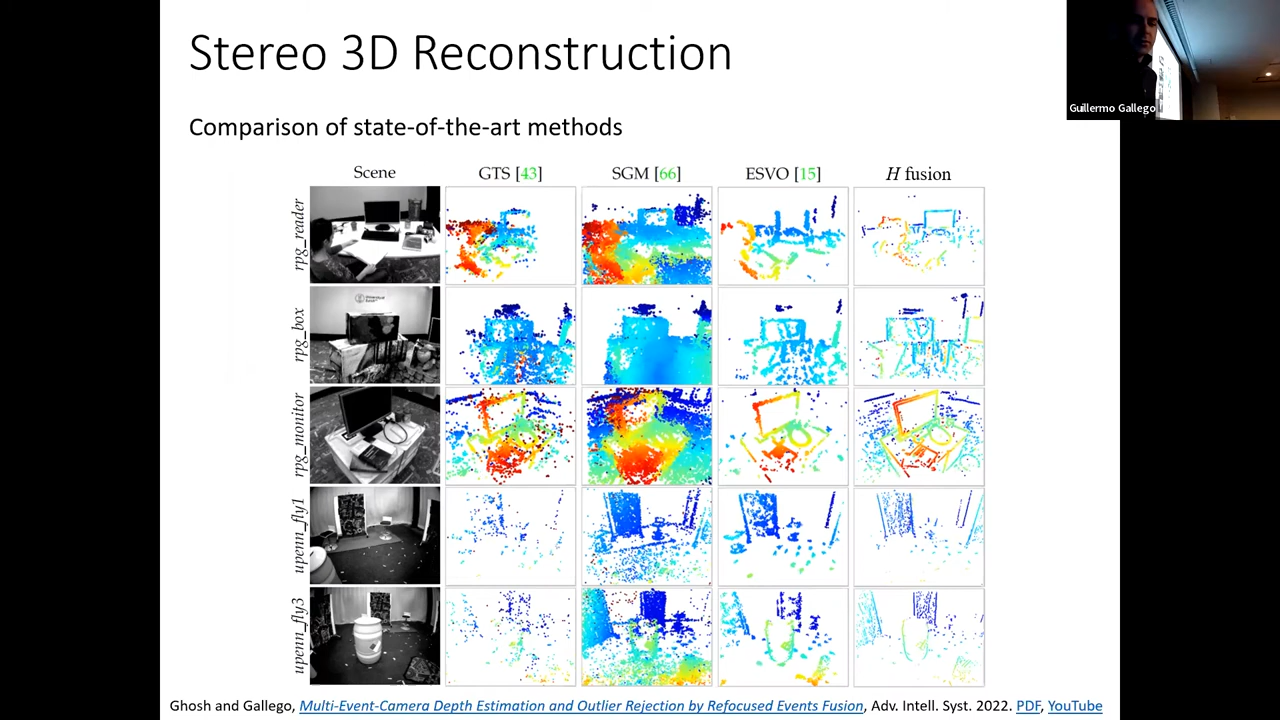 Stereo 3D Reconstruction
Guillermo Gallego
Comparison of state-of-the-art methods
Scene GTS [43] SGM [66] ESVO [15] H fusion
rpg_reader
rpg_box
rpg_monitor
upenn_fly1
upenn_fly3
Ghosh and Gallego, Multi-Event-Camera Depth Estimation and Outlier Rejection by Refocused Events Fusion, Adv. Intell. Syst. 2022. PDF, YouTube